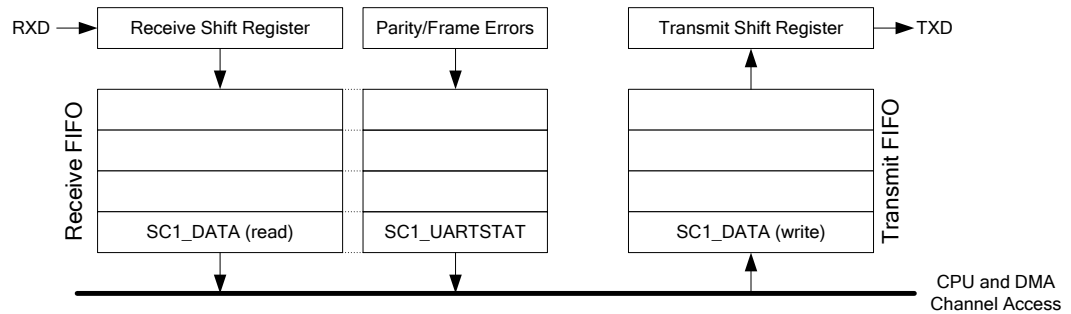 RXD
Receive Shift Register
Parity/Frame Errors
Transmit Shift Register
TXD
Receive FIFO
Transmit FIFO
SC1_DATA (read)
SC1_UARTSTAT
SC1_DATA (write)
CPU and DMA
Channel Access